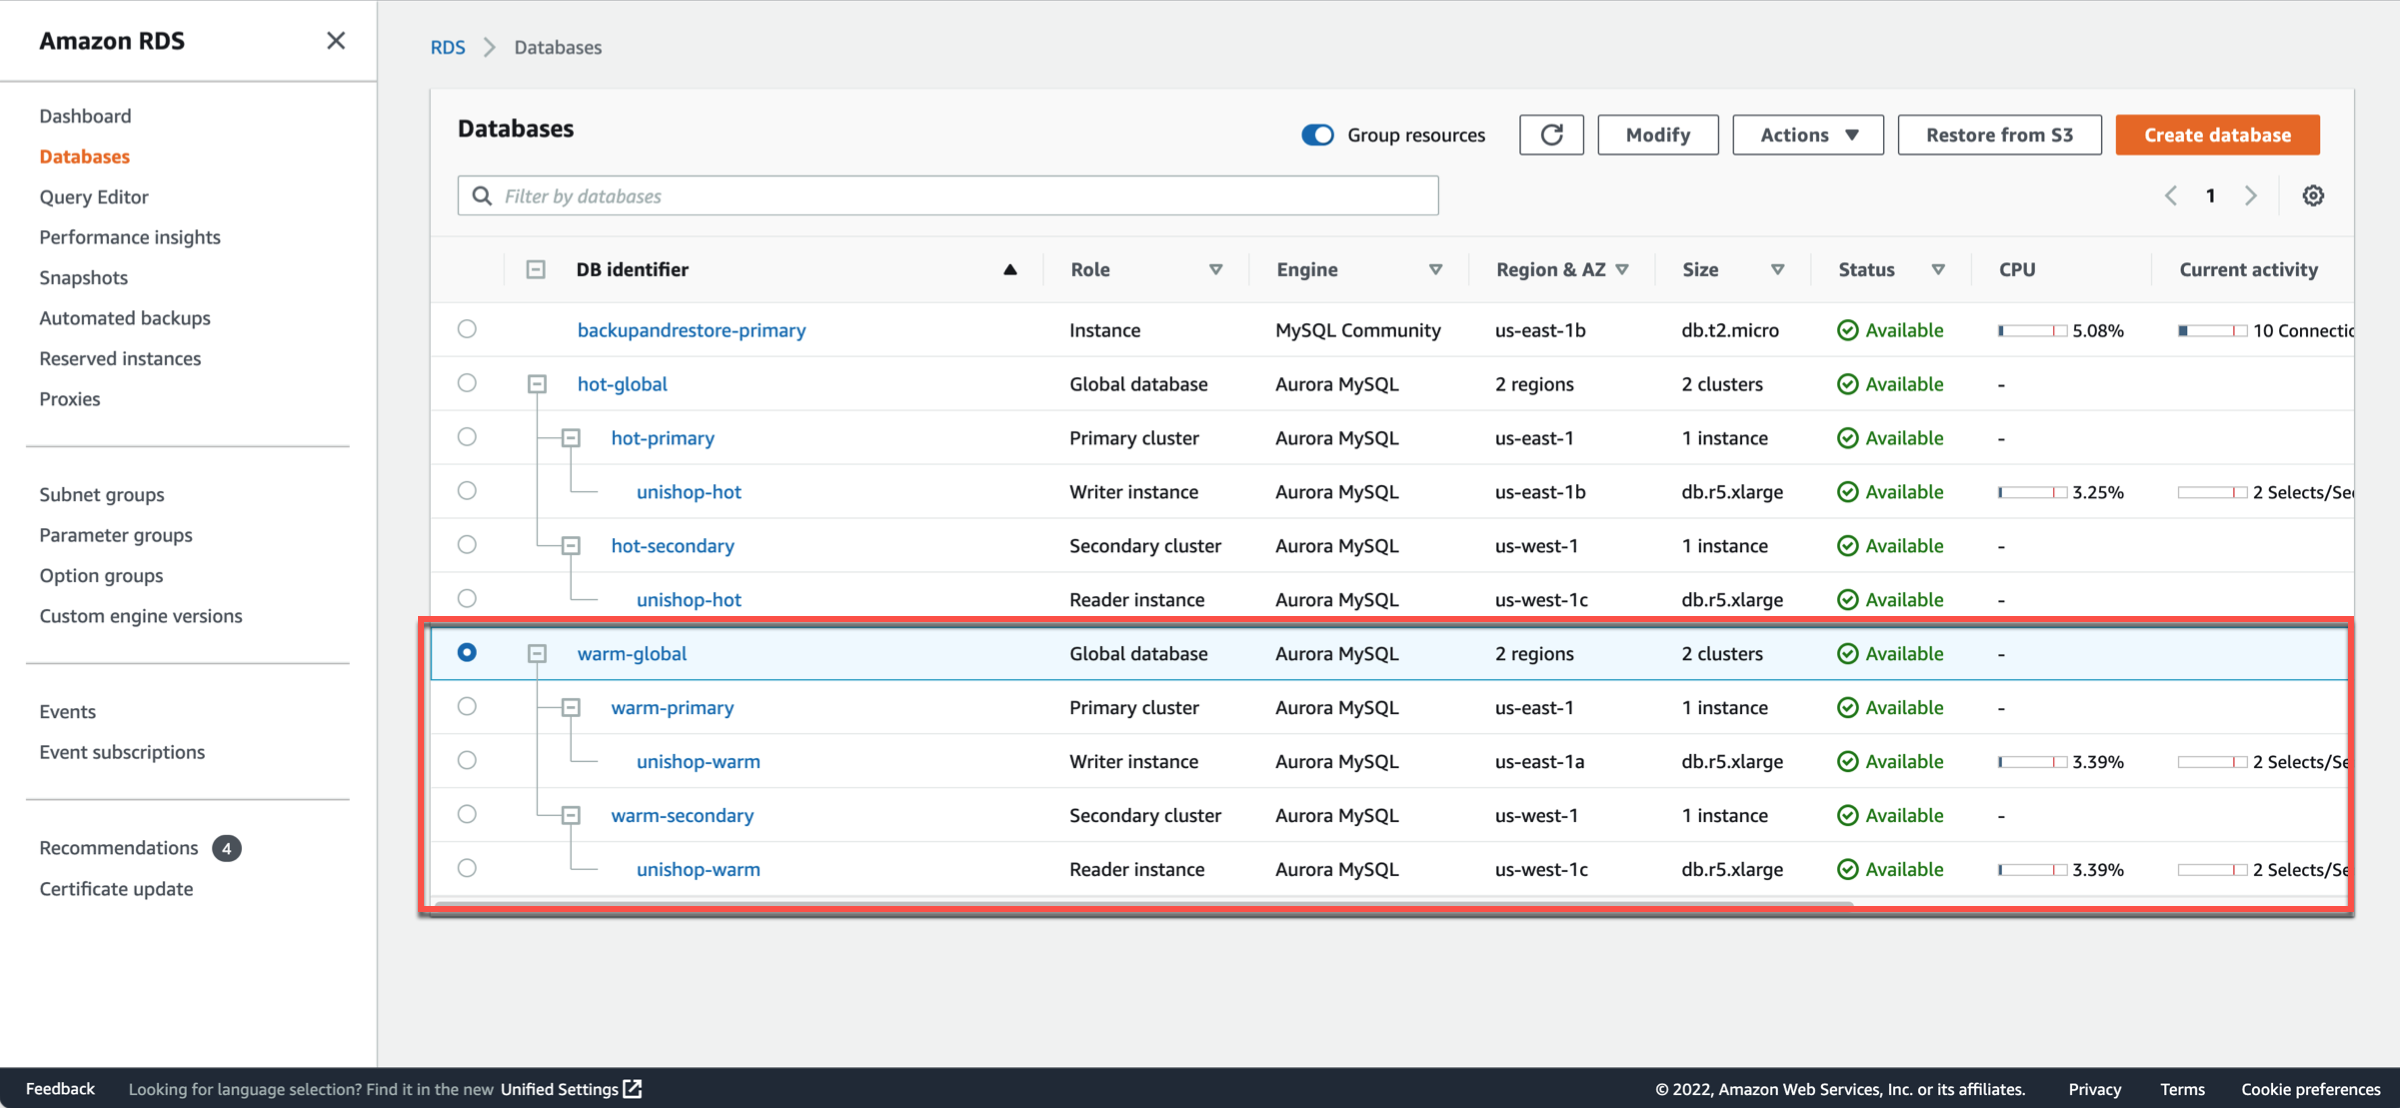 Amazon RDS
Dashboard
Databases
Query Editor
Performance insights
Snapshots
Automated backups
Reserved instances
Proxies
Subnet groups
Parameter groups
Option groups
Custom engine versions
Events
Event subscriptions
Recommendations 4
Certificate update
RDS Databases
Databases
Group resources Modify Actions Restore from S3 Create database
Filter by databases
1
DB identifier Role Engine Region & AZ Size Status CPU Current activity
backupandrestore-primary Instance MySQL Community us-east-1b db.t2.micro Available 5.08% 10 Connectio
hot-global Global database Aurora MySQL 2 regions 2 clusters Available -
hot-primary Primary cluster Aurora MySQL us-east-1 1 instance Available -
unishop-hot Writer instance Aurora MySQL us-east-1b db.r5.xlarge Available 3.25% 2 Selects/Se
hot-secondary Secondary cluster Aurora MySQL us-west-1 1 instance Available -
unishop-hot Reader instance Aurora MySQL us-west-1c db.r5.xlarge Available -
warm-global Global database Aurora MySQL 2 regions 2 clusters Available -
warm-primary Primary cluster Aurora MySQL us-east-1 1 instance Available -
unishop-warm Writer instance Aurora MySQL us-east-1a db.r5.xlarge Available 3.39% 2 Selects/Se
warm-secondary Secondary cluster Aurora MySQL us-west-1 1 instance Available -
unishop-warm Reader instance Aurora MySQL us-west-1c db.r5.xlarge Available 3.39% 2 Selects/Se
Feedback Looking for language selection? Find it in the new Unified Settings © 2022, Amazon Web Services, Inc. or its affiliates. Privacy Terms Cookie preferences